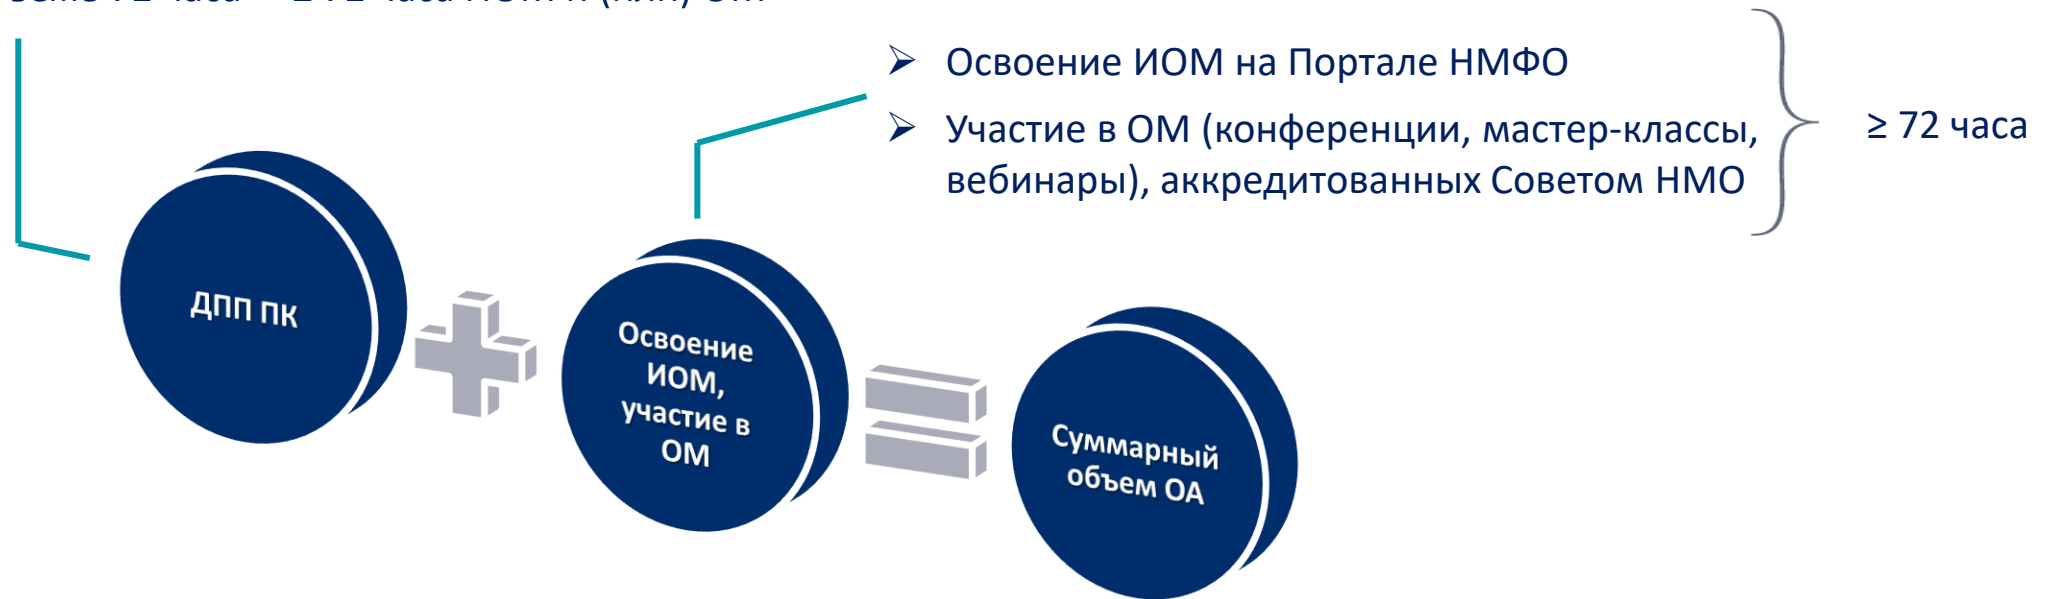 ➢ Освоение ИОМ на Портале НМФО
➢ Участие в ОМ (конференции, мастер-классы,
вебинары), аккредитованных Советом НМО
≥ 72 часа
ДПП ПК
Освоение
ИОМ,
участие в
ОМ
Суммарный
объем ОА